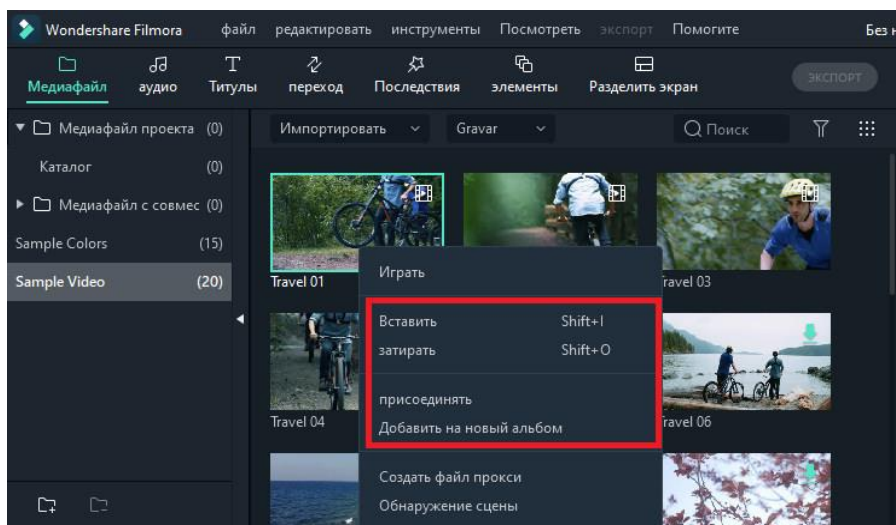 Wondershare Filmora файл редактировать инструменты Посмотреть экспорт Помогите Без н
Медиафайл аудио Титулы переход Последствия элементы Разделить экран ЭКСПОРТ
Медиафайл проекта (0)
Импортировать Gravar Поиск
Каталог (0)
Медиафайл с совмес (0)
Sample Colors (15)
Sample Video (20)
Travel 01
Travel 03
Играть
Вставить Shift+I
затирать Shift+O
присоединять
Добавить на новый альбом
Travel 04
Travel 06
Создать файл прокси
Обнаружение сцены